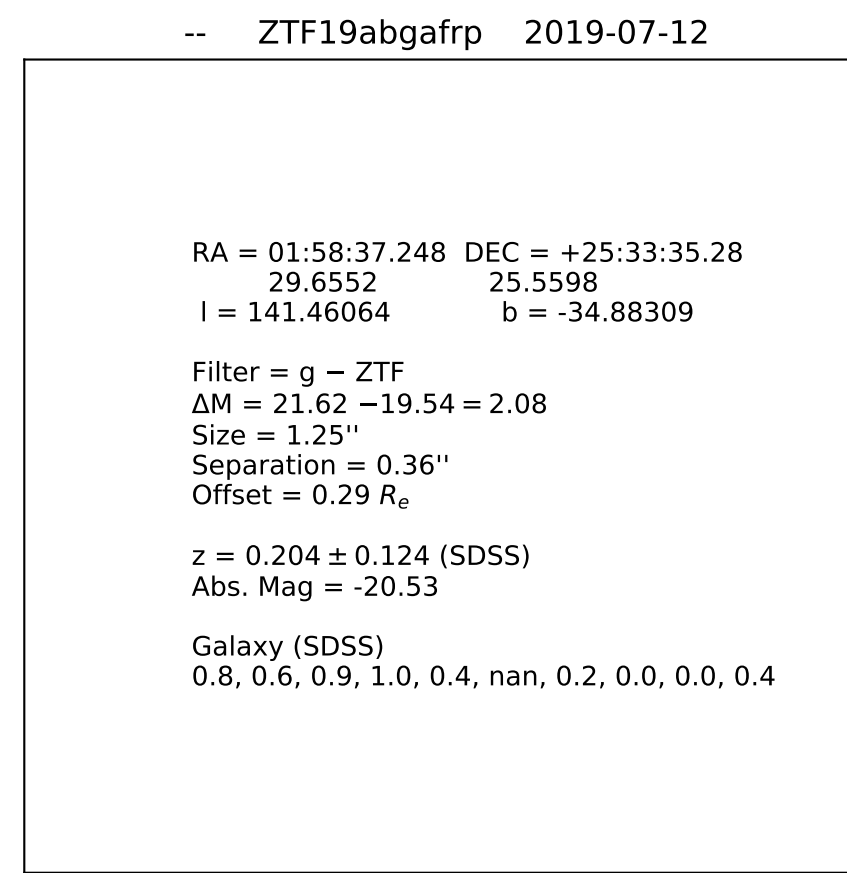 -- ZTF19abgafrp 2019-07-12
RA = 01:58:37.248 DEC = +25:33:35.28
29.6552 25.5598
l = 141.46064 b = -34.88309
Filter = g − ZTF
ΔM = 21.62 −19.54 = 2.08
Size = 1.25''
Separation = 0.36''
Offset = 0.29 Rₑ
z = 0.204 ± 0.124 (SDSS)
Abs. Mag = -20.53
Galaxy (SDSS)
0.8, 0.6, 0.9, 1.0, 0.4, nan, 0.2, 0.0, 0.0, 0.4